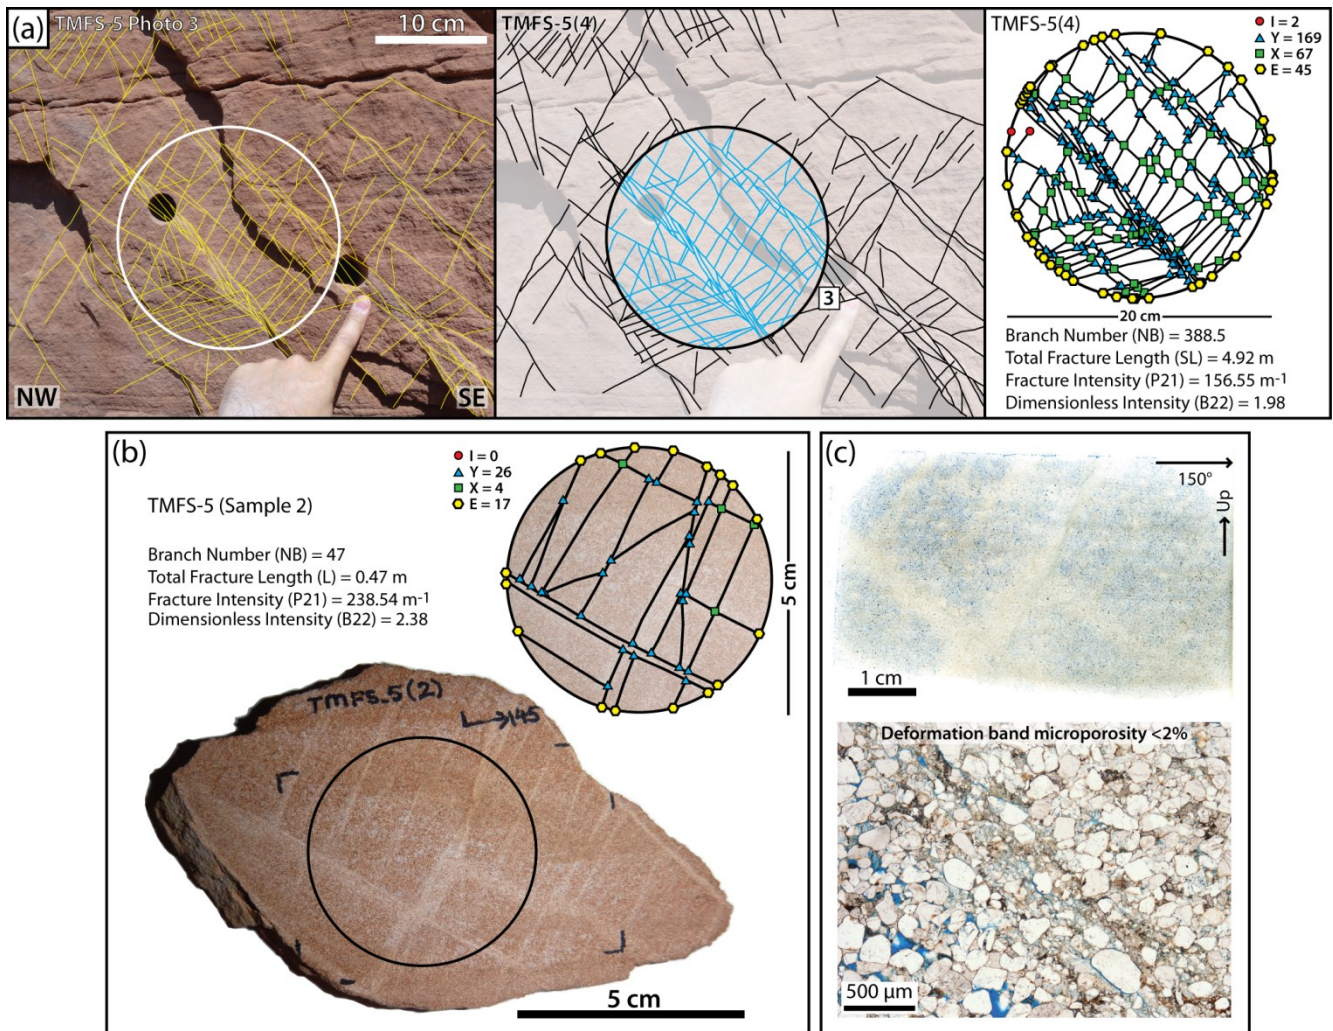 (a)
TMFS-5 Photo 3
10 cm
NW
SE
TMFS-5(4)
3
TMFS-5(4)
I = 2
Y = 169
X = 67
E = 45
20 cm
Branch Number (NB) = 388.5
Total Fracture Length (SL) = 4.92 m
Fracture Intensity (P21) = 156.55 m⁻¹
Dimensionless Intensity (B22) = 1.98
(b)
I = 0
Y = 26
X = 4
E = 17
TMFS-5 (Sample 2)
Branch Number (NB) = 47
Total Fracture Length (L) = 0.47 m
Fracture Intensity (P21) = 238.54 m⁻¹
Dimensionless Intensity (B22) = 2.38
5 cm
TMFS-5(2)
145
5 cm
(c)
150°
Up
1 cm
Deformation band microporosity <2%
500 µm